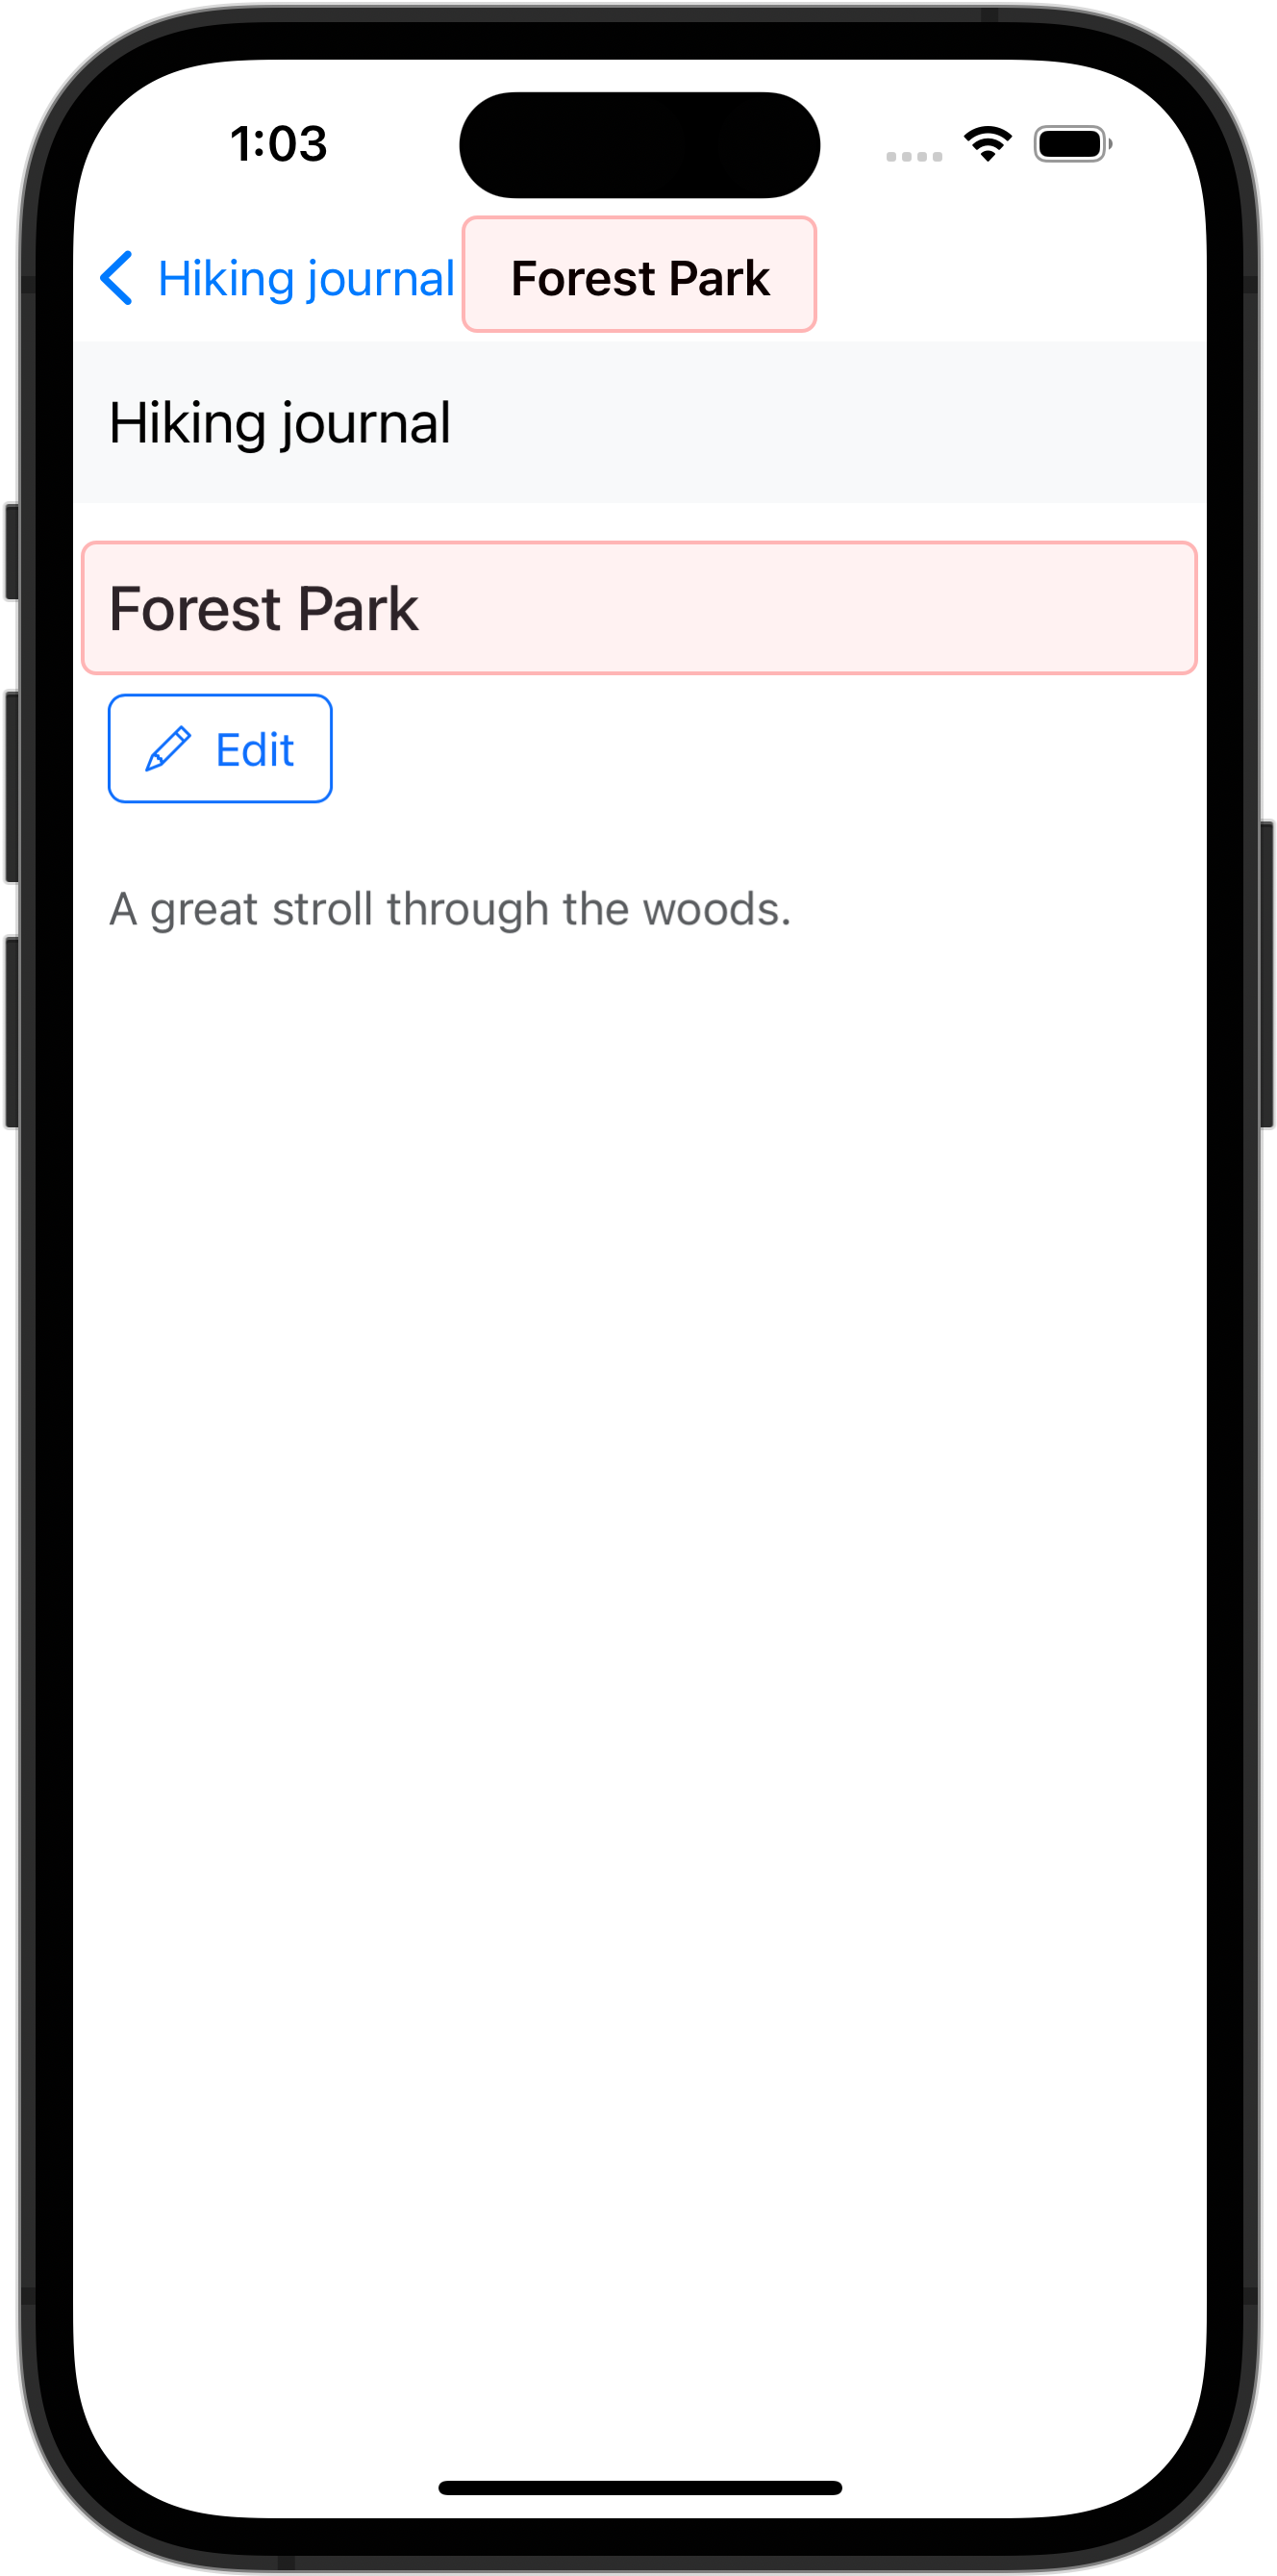 1:03
Hiking journal Forest Park
Hiking journal
Forest Park
Edit
A great stroll through the woods.